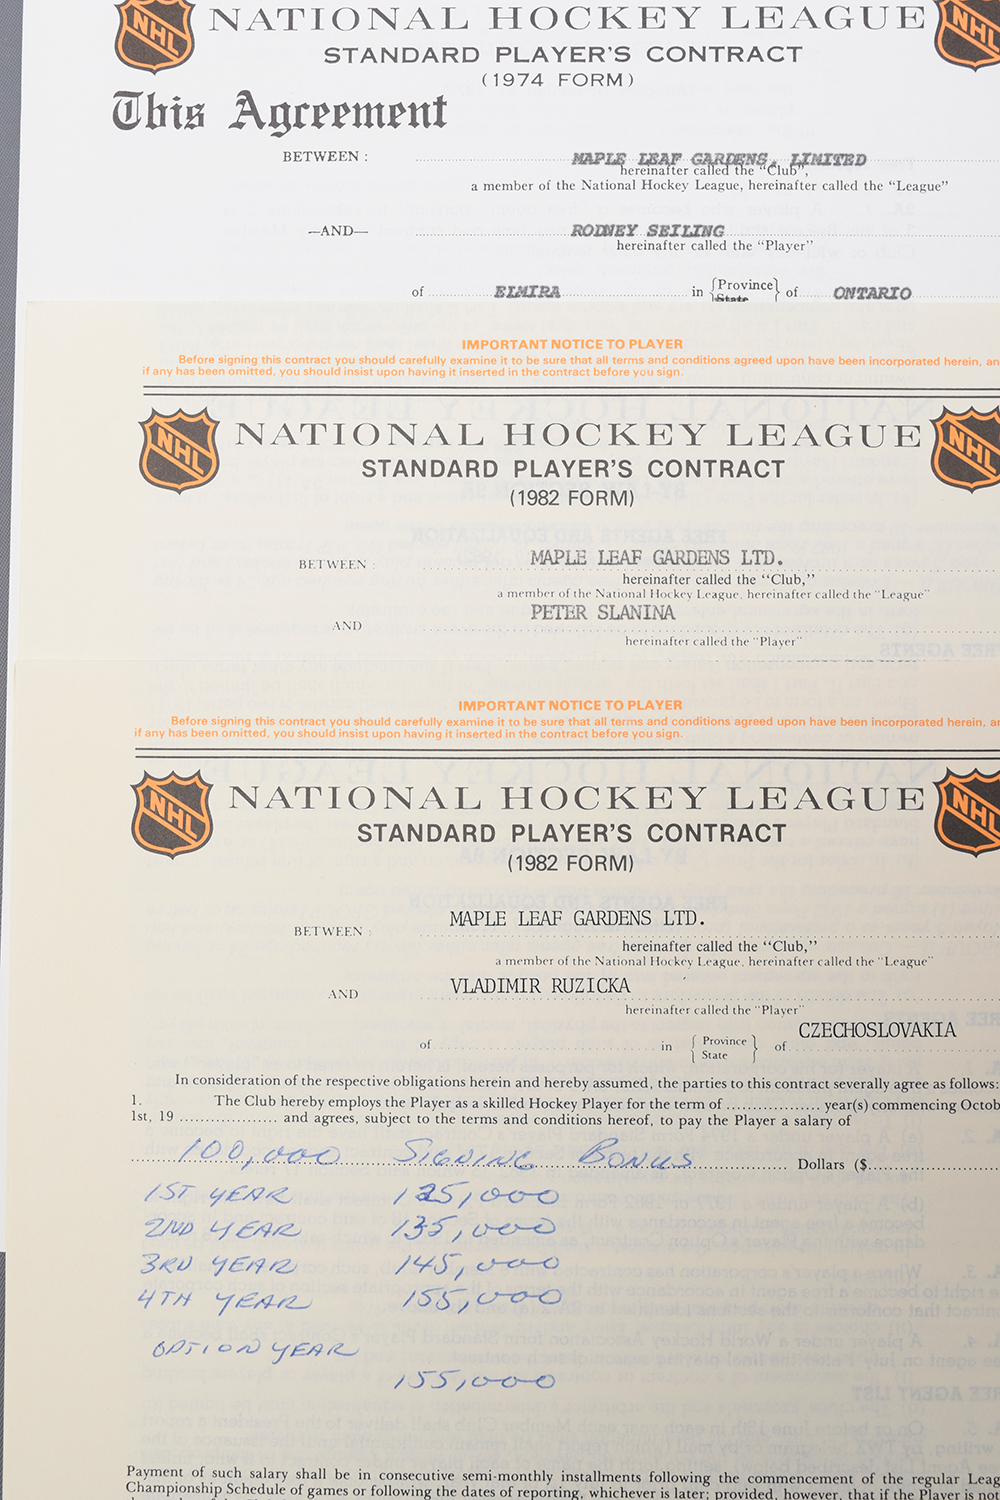 NHL NATIONAL HOCKEY LEAGUE NHL
STANDARD PLAYER'S CONTRACT
(1974 FORM)
This Agreement
BETWEEN : MAPLE LEAF GARDENS, LIMITED
hereinafter called the "Club",
a member of the National Hockey League, hereinafter called the "League"
—AND— RODNEY SEILING
hereinafter called the "Player"
of ELMIRA in {Province State} of ONTARIO
IMPORTANT NOTICE TO PLAYER
Before signing this contract you should carefully examine it to be sure that all terms and conditions agreed upon have been incorporated herein, an
if any has been omitted, you should insist upon having it inserted in the contract before you sign.
NHL NATIONAL HOCKEY LEAGUE NHL
STANDARD PLAYER'S CONTRACT
(1982 FORM)
BETWEEN : MAPLE LEAF GARDENS LTD.
hereinafter called the "Club,"
a member of the National Hockey League, hereinafter called the "League"
AND PETER SLANINA
hereinafter called the "Player"
IMPORTANT NOTICE TO PLAYER
Before signing this contract you should carefully examine it to be sure that all terms and conditions agreed upon have been incorporated herein, an
if any has been omitted, you should insist upon having it inserted in the contract before you sign.
NHL NATIONAL HOCKEY LEAGUE NHL
STANDARD PLAYER'S CONTRACT
(1982 FORM)
BETWEEN : MAPLE LEAF GARDENS LTD.
hereinafter called the "Club,"
a member of the National Hockey League, hereinafter called the "League"
AND VLADIMIR RUZICKA
hereinafter called the "Player"
of in { Province State } of CZECHOSLOVAKIA
In consideration of the respective obligations herein and hereby assumed, the parties to this contract severally agree as follows:
1. The Club hereby employs the Player as a skilled Hockey Player for the term of ................. year(s) commencing Octob
1st, 19 .................. and agrees, subject to the terms and conditions hereof, to pay the Player a salary of
100,000 SIGNING BONUS Dollars ($
1ST YEAR 125,000
2ND YEAR 135,000
3RD YEAR 145,000
4TH YEAR 155,000
OPTION YEAR
155,000
Payment of such salary shall be in consecutive semi-monthly installments following the commencement of the regular Leag
Championship Schedule of games or following the dates of reporting, whichever is later; provided, however, that if the Player is not